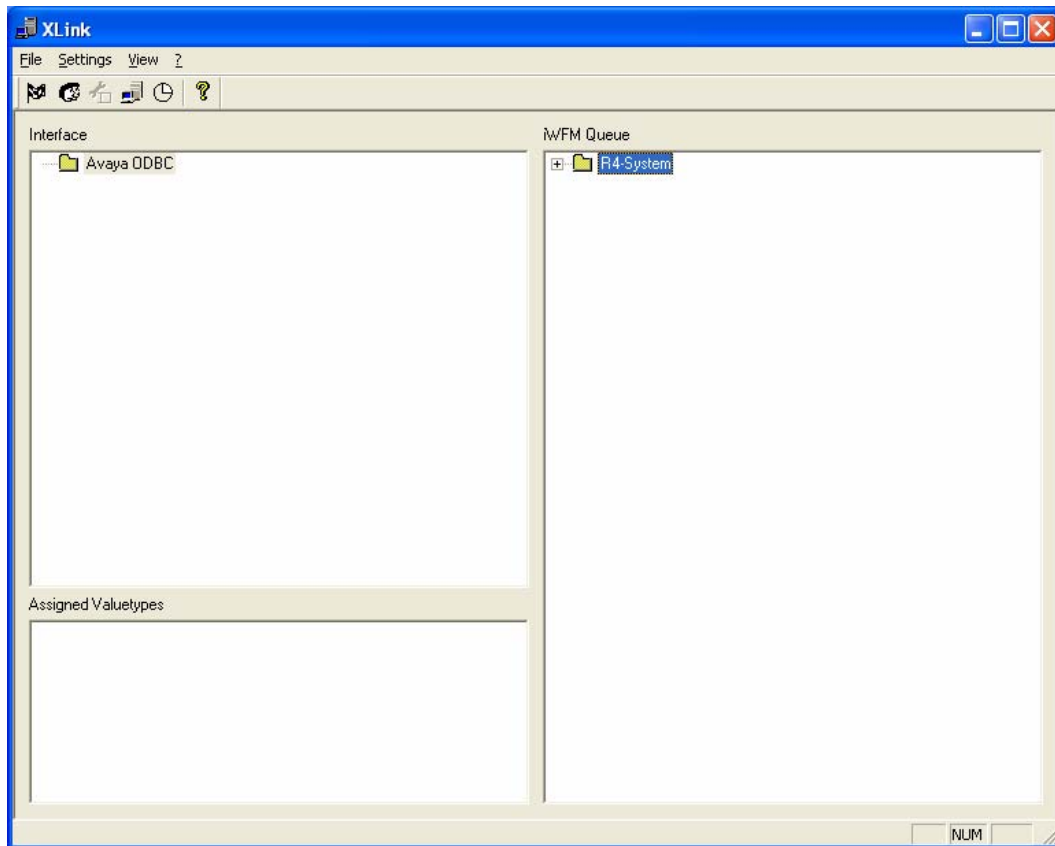 XLink
File Settings View ?
Interface
Avaya ODBC
iWFM Queue
R4-System
Assigned Valuetypes
NUM